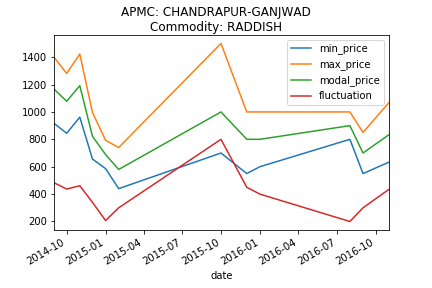 APMC: CHANDRAPUR-GANJWAD
Commodity: RADDISH
min_price
max_price
modal_price
fluctuation
1400
1200
1000
800
600
400
200
2014-10
2015-01
2015-04
2015-07
2015-10
2016-01
2016-04
2016-07
2016-10
date